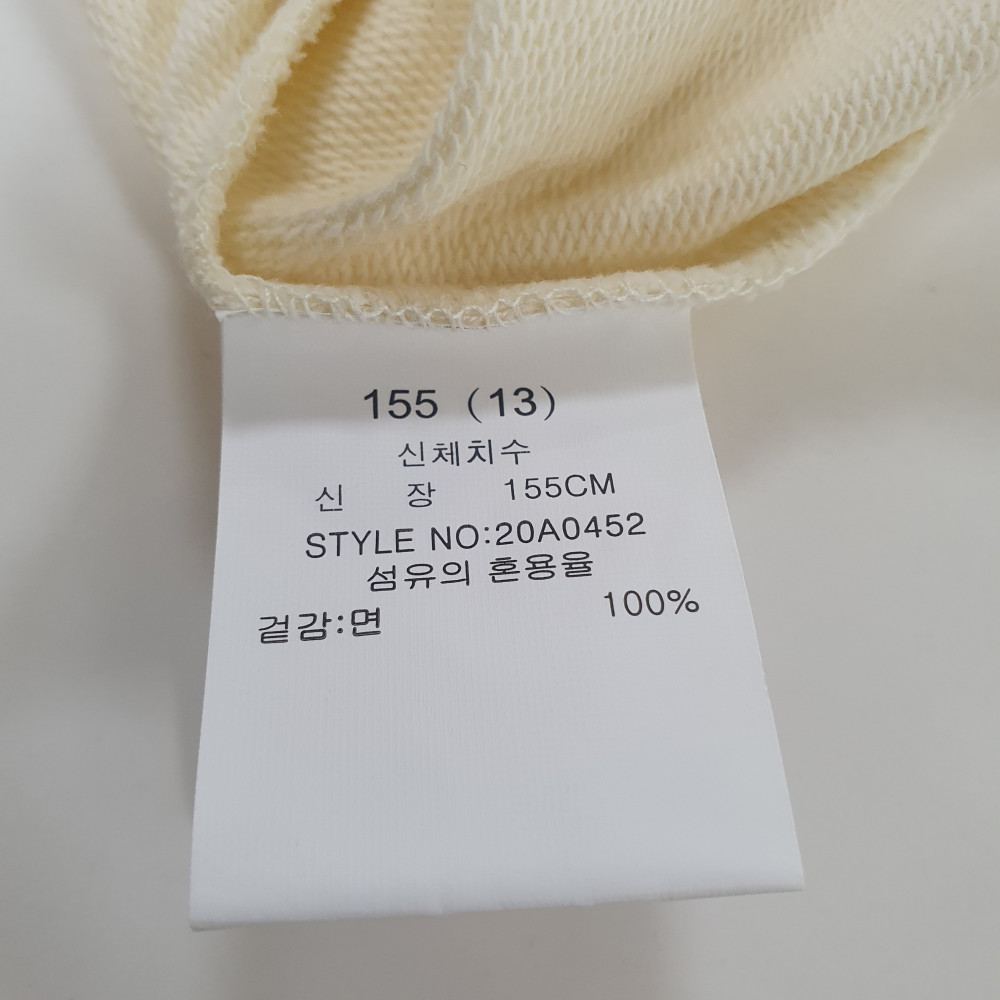 155 (13)
신체치수
신 장 155CM
STYLE NO:20A0452
섬유의 혼용율
겉감:면 100%